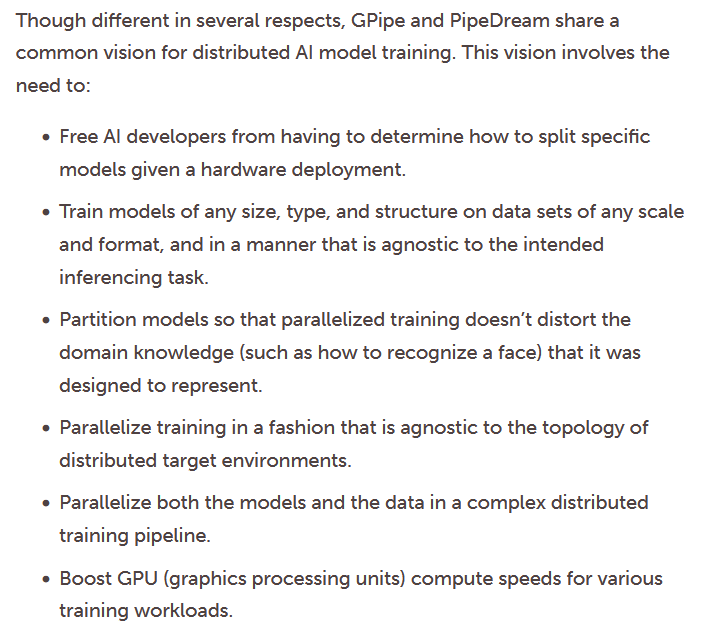 Though different in several respects, GPipe and PipeDream share a
common vision for distributed AI model training. This vision involves the
need to:
• Free AI developers from having to determine how to split specific
models given a hardware deployment.
• Train models of any size, type, and structure on data sets of any scale
and format, and in a manner that is agnostic to the intended
inferencing task.
• Partition models so that parallelized training doesn’t distort the
domain knowledge (such as how to recognize a face) that it was
designed to represent.
• Parallelize training in a fashion that is agnostic to the topology of
distributed target environments.
• Parallelize both the models and the data in a complex distributed
training pipeline.
• Boost GPU (graphics processing units) compute speeds for various
training workloads.